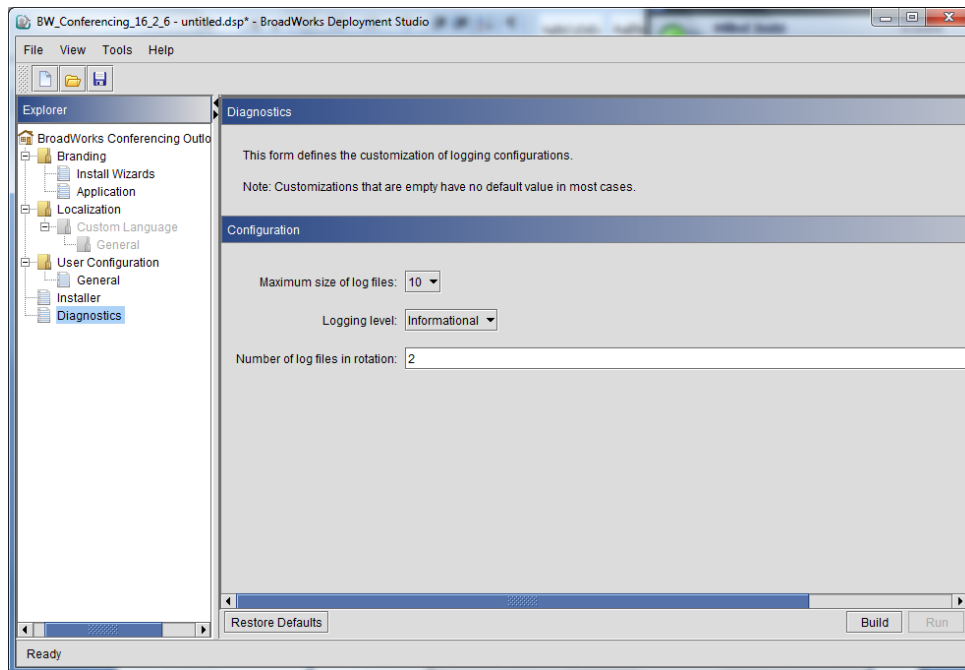 BW_Conferencing_16_2_6 - untitled.dsp* - BroadWorks Deployment Studio
File View Tools Help
Explorer
BroadWorks Conferencing Outlo
Branding
Install Wizards
Application
Localization
Custom Language
General
User Configuration
General
Installer
Diagnostics
Diagnostics
This form defines the customization of logging configurations.
Note: Customizations that are empty have no default value in most cases.
Configuration
Maximum size of log files: 10
Logging level: Informational
Number of log files in rotation: 2
Restore Defaults
Build
Run
Ready